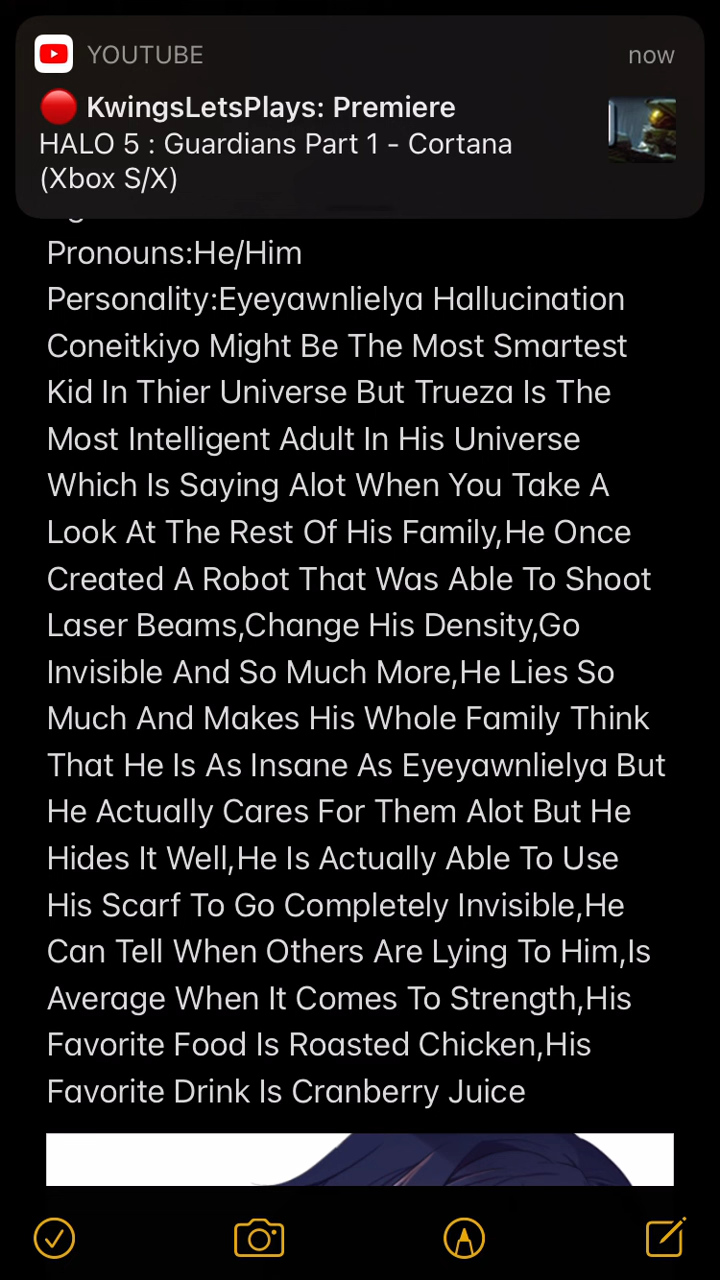 YOUTUBE
now
🔴 KwingsLetsPlays: Premiere
HALO 5 : Guardians Part 1 - Cortana
(Xbox S/X)
Pronouns:He/Him
Personality:Eyeyawnlielya Hallucination
Coneitkiyo Might Be The Most Smartest
Kid In Thier Universe But Trueza Is The
Most Intelligent Adult In His Universe
Which Is Saying Alot When You Take A
Look At The Rest Of His Family,He Once
Created A Robot That Was Able To Shoot
Laser Beams,Change His Density,Go
Invisible And So Much More,He Lies So
Much And Makes His Whole Family Think
That He Is As Insane As Eyeyawnlielya But
He Actually Cares For Them Alot But He
Hides It Well,He Is Actually Able To Use
His Scarf To Go Completely Invisible,He
Can Tell When Others Are Lying To Him,Is
Average When It Comes To Strength,His
Favorite Food Is Roasted Chicken,His
Favorite Drink Is Cranberry Juice